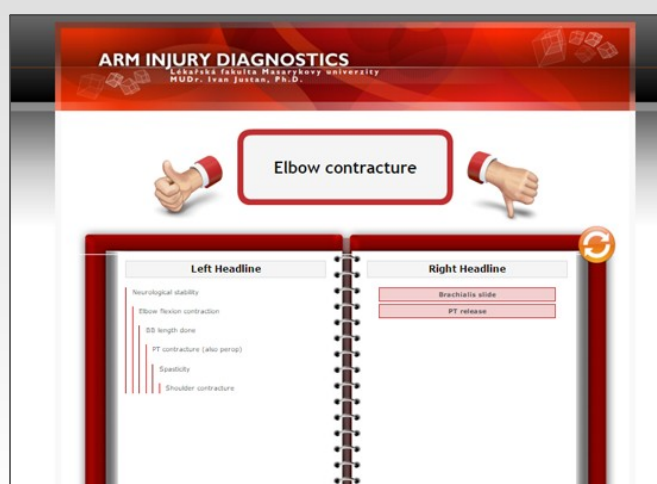 ARM INJURY DIAGNOSTICS
Lékařská fakulta Masarykovy univerzity
MUDr. Ivan Justan, Ph.D.
Elbow contracture
Left Headline
Neurological stability
Elbow flexion contraction
BB length done
PT contracture (also perop)
Spasticity
Shoulder contracture
Right Headline
Brachialis slide
PT release